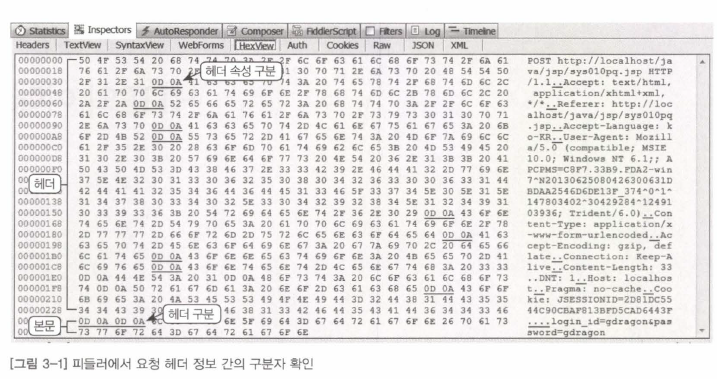 Statistics Inspectors AutoResponder Composer FiddlerScript Filters Log Timeline
Headers TextView SyntaxView WebForms HexView Auth Cookies Raw JSON XML
00000000 50 4F 53 54 20 68 74 74 70 3A 2F 2F 6C 6F 63 61 6C 68 6F 73 74 2F 6A 61 POST http://localhost/ja
00000018 76 61 2F 6A 73 70 헤더 속성 구분 31 30 70 71 2E 6A 73 70 20 48 54 54 50 va/jsp/sys010pq.jsp HTTP
00000030 2F 31 2E 31 0D 0A 41 63 63 65 70 74 3A 20 74 65 78 74 2F 68 74 6D 6C 2C /1.1..Accept: text/html,
00000048 20 61 70 70 6C 69 63 61 74 69 6F 6E 2F 78 68 74 6D 6C 2B 78 6D 6C 2C 20 application/xhtml+xml,
00000060 2A 2F 2A 0D 0A 52 65 66 65 72 65 72 3A 20 68 74 74 70 3A 2F 2F 6C 6F 63 */*..Referer: http://loc
00000078 61 6C 68 6F 73 74 2F 6A 61 76 61 2F 6A 73 70 2F 73 79 73 30 31 30 70 71 alhost/java/jsp/sys010pq
00000090 2E 6A 73 70 0D 0A 41 63 63 65 70 74 2D 4C 61 6E 67 75 61 67 65 3A 20 6B .jsp..Accept-Language: k
000000A8 6F 2D 4B 52 0D 0A 55 73 65 72 2D 41 67 65 6E 74 3A 20 4D 6F 7A 69 6C 6C o-KR..User-Agent: Mozill
000000C0 61 2F 35 2E 30 20 28 63 6F 6D 70 61 74 69 62 6C 65 3B 20 4D 53 49 45 20 a/5.0 (compatible; MSIE
000000D8 31 30 2E 30 3B 20 57 69 6E 64 6F 77 73 20 4E 54 20 36 2E 31 3B 3B 20 41 10.0; Windows NT 6.1;; A
000000F0 50 43 50 4D 53 3D 43 38 46 37 2E 33 33 42 39 2E 46 44 41 32 2D 77 69 6E PCPMS=C8F7.33B9.FDA2-win
헤더 37 5E 4E 32 30 31 33 30 36 32 35 30 38 30 34 32 36 33 30 30 36 33 31 44 7^N20130625080426300631D
00000120 42 44 41 41 32 35 34 36 44 36 44 45 31 33 46 5F 33 37 34 5E 30 5E 31 5E BDAA2546D6DE13F_374^0^1^
00000138 31 34 37 38 30 33 34 30 32 5E 33 30 34 32 39 32 38 34 5E 31 32 34 39 31 147803402^30429284^12491
00000150 30 33 39 33 36 3B 20 54 72 69 64 65 6E 74 2F 36 2E 30 29 0D 0A 43 6F 6E 03936; Trident/6.0)..Con
00000168 74 65 6E 74 2D 54 79 70 65 3A 20 61 70 70 6C 69 63 61 74 69 6F 6E 2F 78 tent-Type: application/x
00000180 2D 77 77 77 2D 66 6F 72 6D 2D 75 72 6C 65 6E 63 6F 64 65 64 0D 0A 41 63 -www-form-urlencoded..Ac
00000198 63 65 70 74 2D 45 6E 63 6F 64 69 6E 67 3A 20 67 7A 69 70 2C 20 64 65 66 cept-Encoding: gzip, def
000001B0 6C 61 74 65 0D 0A 43 6F 6E 6E 65 63 74 69 6F 6E 3A 20 4B 65 65 70 2D 41 late..Connection: Keep-A
000001C8 6C 69 76 65 0D 0A 43 6F 6E 74 65 6E 74 2D 4C 65 6E 67 74 68 3A 20 33 33 live..Content-Length: 33
000001E0 0D 0A 44 4E 54 3A 20 31 0D 0A 48 6F 73 74 3A 20 6C 6F 63 61 6C 68 6F 73 ..DNT: 1..Host: localhos
000001F8 74 0D 0A 50 72 61 67 6D 61 3A 20 6E 6F 2D 63 61 63 68 65 0D 0A 43 6F 6F t..Pragma: no-cache..Coo
00000210 6B 69 65 3A 20 4A 53 45 53 53 49 4F 4E 49 44 3D 32 44 38 31 44 43 35 35 kie: JSESSIONID=2D81DC55
00000228 34 34 43 39 헤더 구분 46 38 31 33 42 46 44 35 43 41 44 36 34 34 33 46 44C90CBAF813BFD5CAD6443F
본문 0D 0A 0D 0A 6E 5F 69 64 3D 67 64 72 61 67 6F 6E 26 70 61 73 ....login_id=gdragon&pas
73 77 6F 72 64 3D 67 64 72 61 67 6F 6E sword=gdragon
[그림 3-1] 피들러에서 요청 헤더 정보 간의 구분자 확인